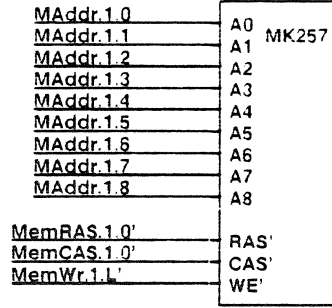 MAddr.1.0
MAddr.1.1
MAddr.1.2
MAddr.1.3
MAddr.1.4
MAddr.1.5
MAddr.1.6
MAddr.1.7
MAddr.1.8
MemRAS.1.0'
MemCAS.1.0'
MemWr.1.L'
MK257
A0
A1
A2
A3
A4
A5
A6
A7
A8
RAS'
CAS'
WE'